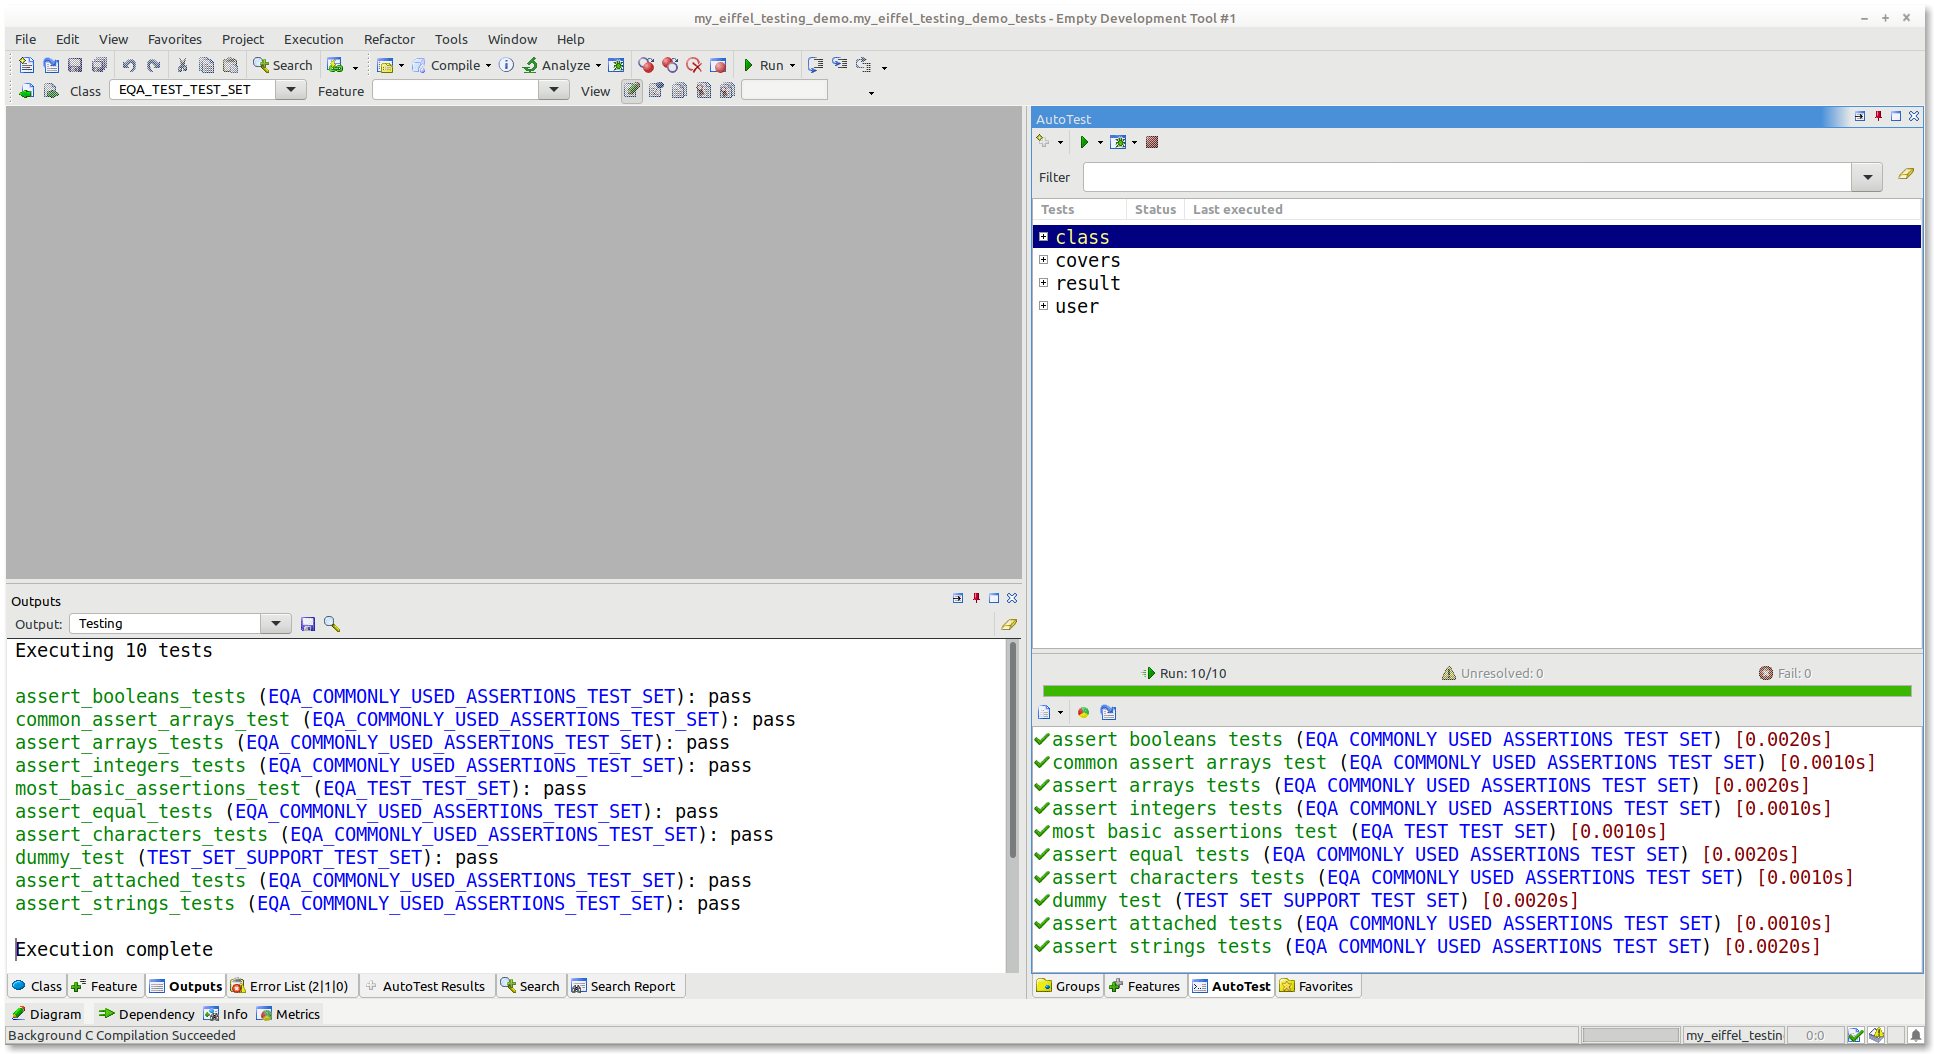 my_eiffel_testing_demo.my_eiffel_testing_demo_tests - Empty Development Tool #1
File Edit View Favorites Project Execution Refactor Tools Window Help
Search Compile Analyze Run
Class EQA_TEST_TEST_SET Feature View
AutoTest
Filter
Tests Status Last executed
class
covers
result
user
Outputs
Output: Testing
Executing 10 tests
assert_booleans_tests (EQA_COMMONLY_USED_ASSERTIONS_TEST_SET): pass
common_assert_arrays_test (EQA_COMMONLY_USED_ASSERTIONS_TEST_SET): pass
assert_arrays_tests (EQA_COMMONLY_USED_ASSERTIONS_TEST_SET): pass
assert_integers_tests (EQA_COMMONLY_USED_ASSERTIONS_TEST_SET): pass
most_basic_assertions_test (EQA_TEST_TEST_SET): pass
assert_equal_tests (EQA_COMMONLY_USED_ASSERTIONS_TEST_SET): pass
assert_characters_tests (EQA_COMMONLY_USED_ASSERTIONS_TEST_SET): pass
dummy_test (TEST_SET_SUPPORT_TEST_SET): pass
assert_attached_tests (EQA_COMMONLY_USED_ASSERTIONS_TEST_SET): pass
assert_strings_tests (EQA_COMMONLY_USED_ASSERTIONS_TEST_SET): pass
Execution complete
Run: 10/10 Unresolved: 0 Fail: 0
assert booleans tests (EQA COMMONLY USED ASSERTIONS TEST SET) [0.0020s]
common assert arrays test (EQA COMMONLY USED ASSERTIONS TEST SET) [0.0010s]
assert arrays tests (EQA COMMONLY USED ASSERTIONS TEST SET) [0.0020s]
assert integers tests (EQA COMMONLY USED ASSERTIONS TEST SET) [0.0010s]
most basic assertions test (EQA TEST TEST SET) [0.0010s]
assert equal tests (EQA COMMONLY USED ASSERTIONS TEST SET) [0.0020s]
assert characters tests (EQA COMMONLY USED ASSERTIONS TEST SET) [0.0010s]
dummy test (TEST SET SUPPORT TEST SET) [0.0020s]
assert attached tests (EQA COMMONLY USED ASSERTIONS TEST SET) [0.0010s]
assert strings tests (EQA COMMONLY USED ASSERTIONS TEST SET) [0.0020s]
Class Feature Outputs Error List (2|1|0) AutoTest Results Search Search Report
Groups Features AutoTest Favorites
Diagram Dependency Info Metrics
Background C Compilation Succeeded my_eiffel_testin 0:0